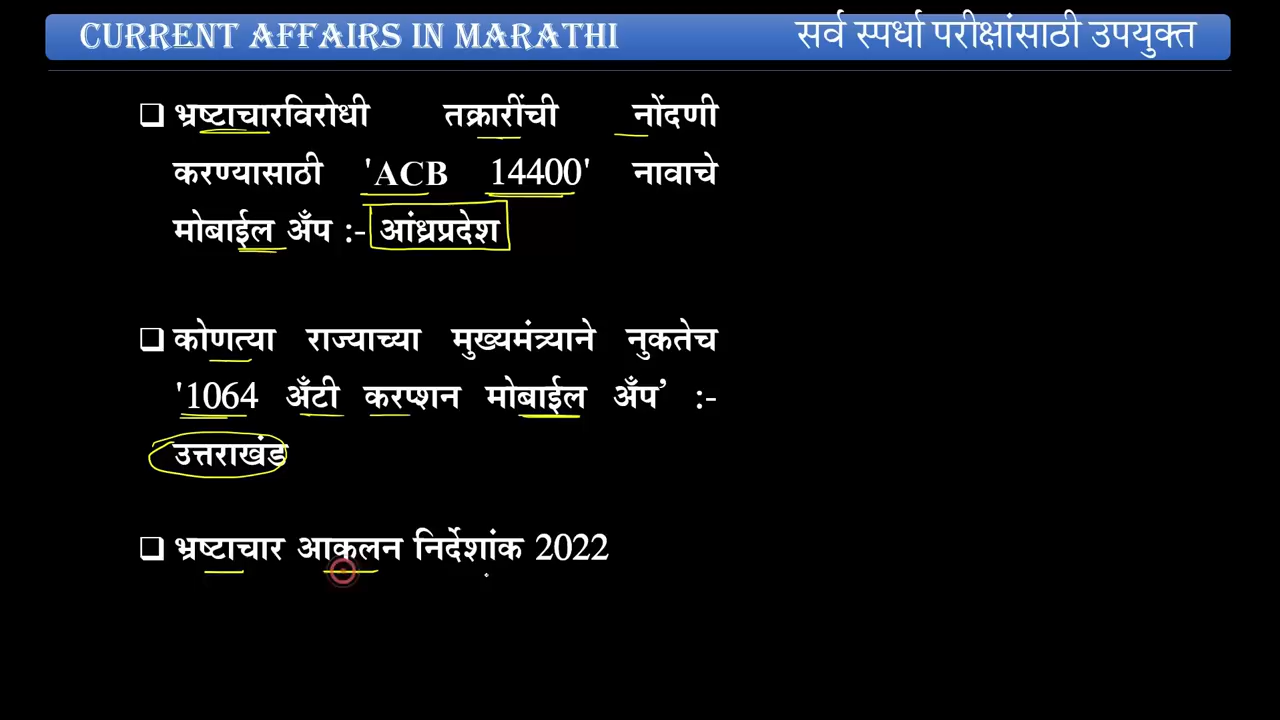 CURRENT AFFAIRS IN MARATHI
सर्व स्पर्धा परीक्षांसाठी उपयुक्त
भ्रष्टाचारविरोधी तक्रारींची नोंदणी
करण्यासाठी 'ACB 14400' नावाचे
मोबाईल अँप :- आंध्रप्रदेश
कोणत्या राज्याच्या मुख्यमंत्र्याने नुकतेच
'1064 अँटी करप्शन मोबाईल अँप’ :-
उत्तराखंड
भ्रष्टाचार आकलन निर्देशांक 2022